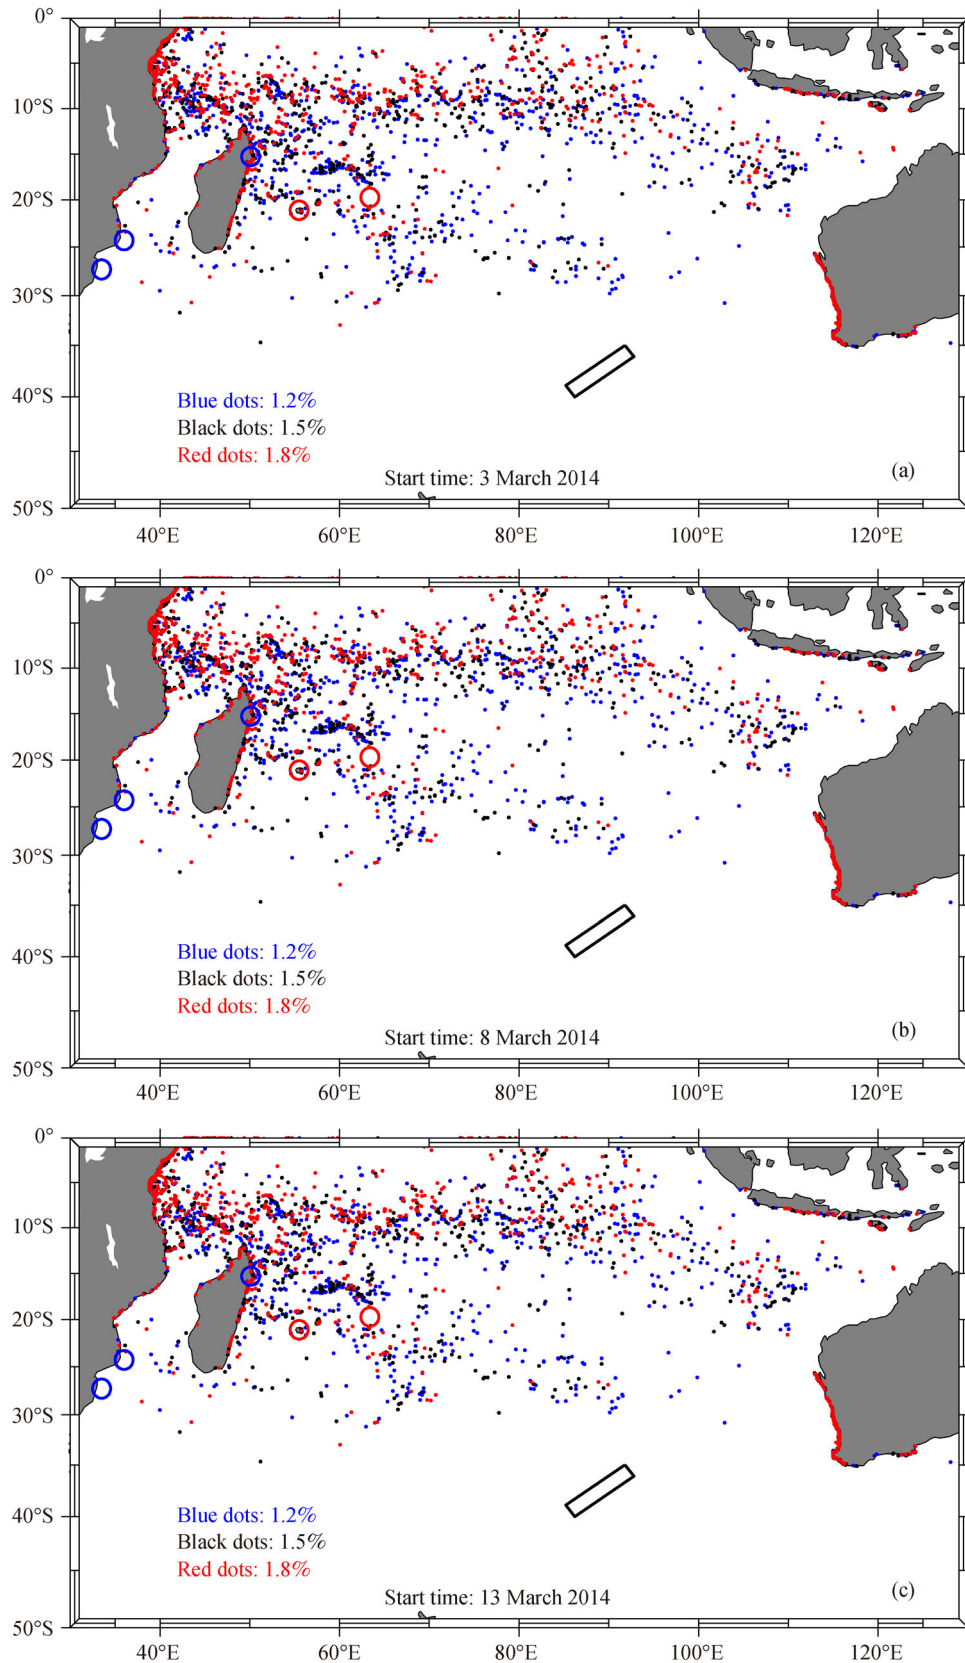 0°
10°S
20°S
30°S
40°S
50°S
Blue dots: 1.2%
Black dots: 1.5%
Red dots: 1.8%
Start time: 3 March 2014
(a)
40°E 60°E 80°E 100°E 120°E
0°
10°S
20°S
30°S
40°S
50°S
Blue dots: 1.2%
Black dots: 1.5%
Red dots: 1.8%
Start time: 8 March 2014
(b)
40°E 60°E 80°E 100°E 120°E
0°
10°S
20°S
30°S
40°S
50°S
Blue dots: 1.2%
Black dots: 1.5%
Red dots: 1.8%
Start time: 13 March 2014
(c)
40°E 60°E 80°E 100°E 120°E